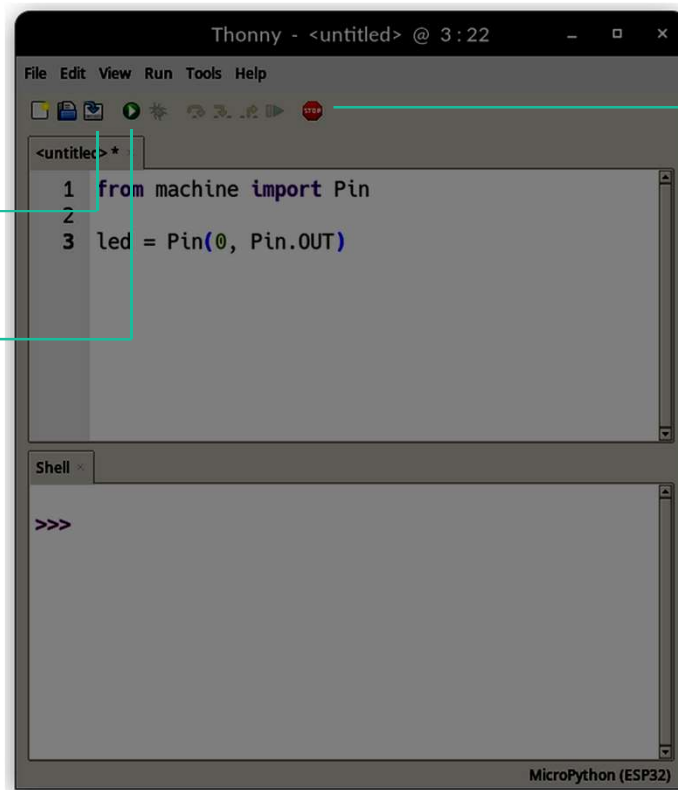 Thonny - <untitled> @ 3:22
File Edit View Run Tools Help
STOP
<untitled> *
1 from machine import Pin
2
3 led = Pin(0, Pin.OUT)
Shell
>>>
MicroPython (ESP32)